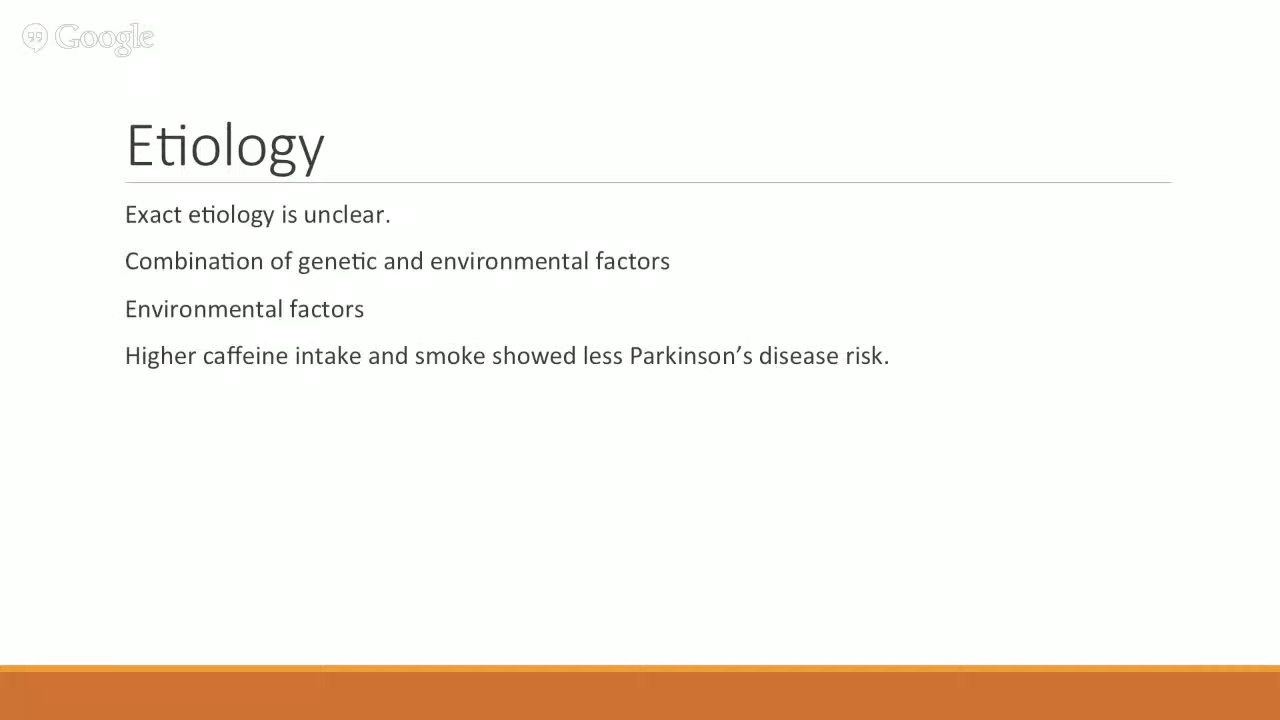 Google
Etiology
Exact etiology is unclear.
Combination of genetic and environmental factors
Environmental factors
Higher caffeine intake and smoke showed less Parkinson’s disease risk.